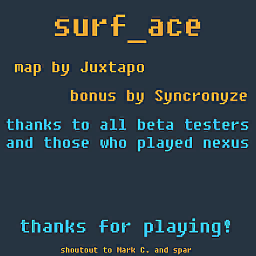 surf_ace
map by Juxtapo
bonus by Syncronyze
thanks to all beta testers
and those who played nexus
thanks for playing!
shoutout to Mark C. and spar